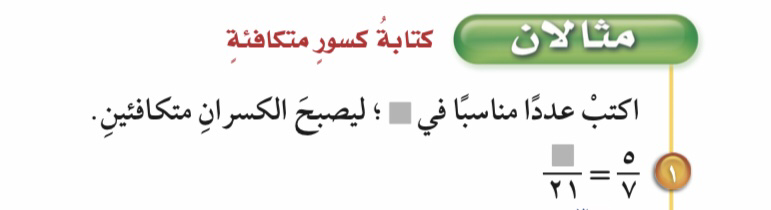 مثالان
كتابةُ كسورٍ متكافئةٍ
اكتبْ عددًا مناسبًا في ■ ؛ ليصبحَ الكسرانِ متكافئينِ.
١ ٥/٧ = ■/٢١